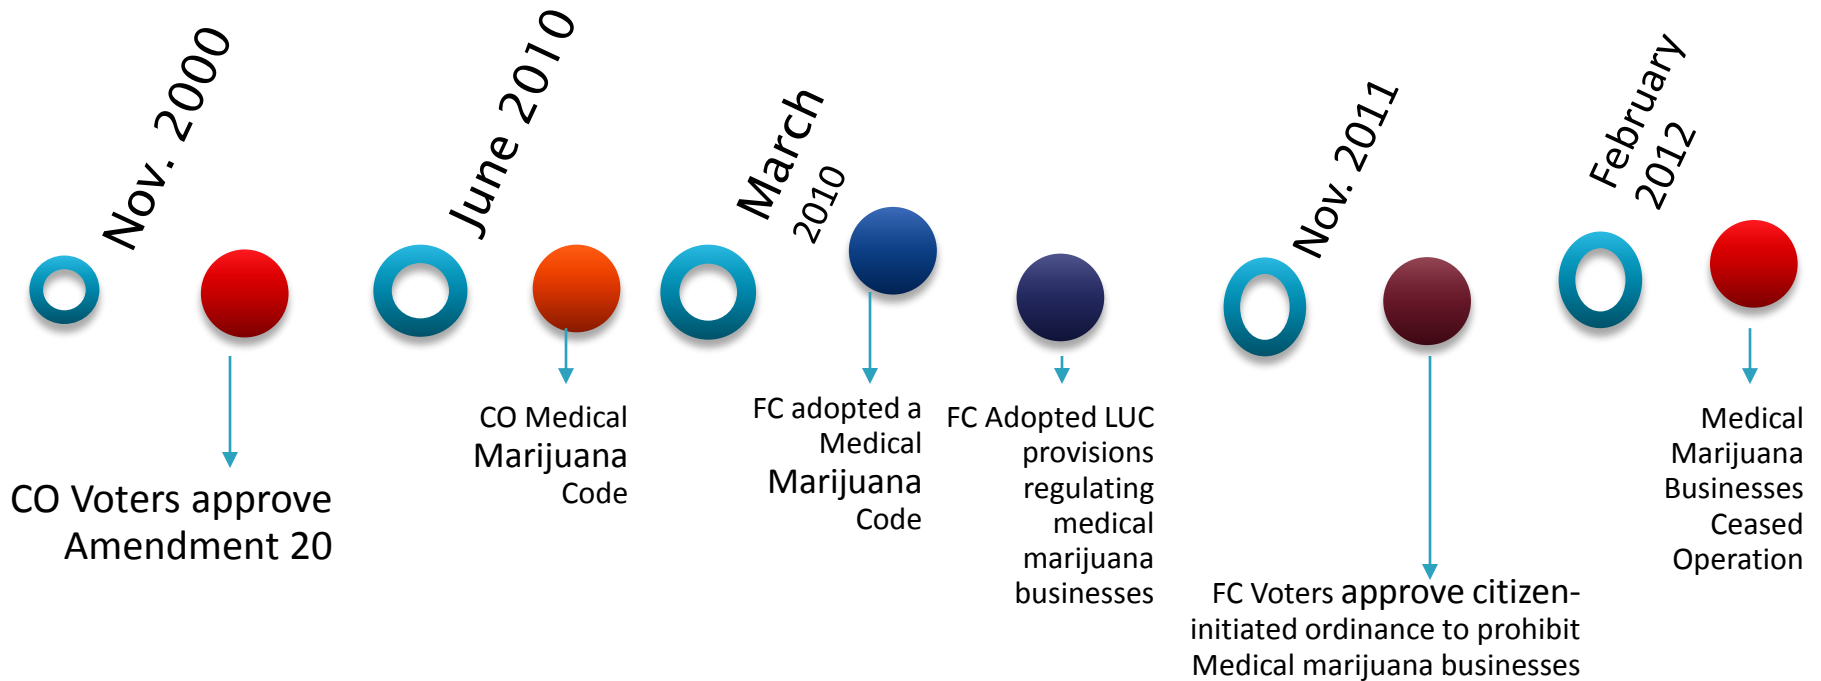 Nov. 2000
CO Voters approve
Amendment 20
June 2010
CO Medical
Marijuana
Code
March
2010
FC adopted a
Medical
Marijuana
Code
FC Adopted LUC
provisions
regulating
medical
marijuana
businesses
Nov. 2011
FC Voters approve citizen-
initiated ordinance to prohibit
Medical marijuana businesses
February
2012
Medical
Marijuana
Businesses
Ceased
Operation